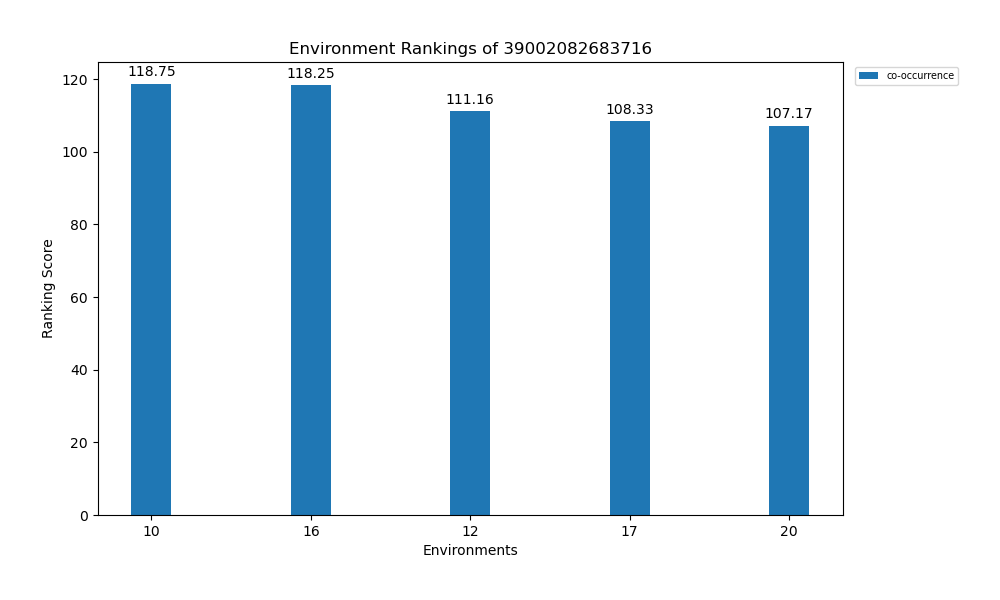 Environment Rankings of 39002082683716
co-occurrence
118.75
118.25
111.16
108.33
107.17
Ranking Score
120
100
80
60
40
20
0
10 16 12 17 20
Environments